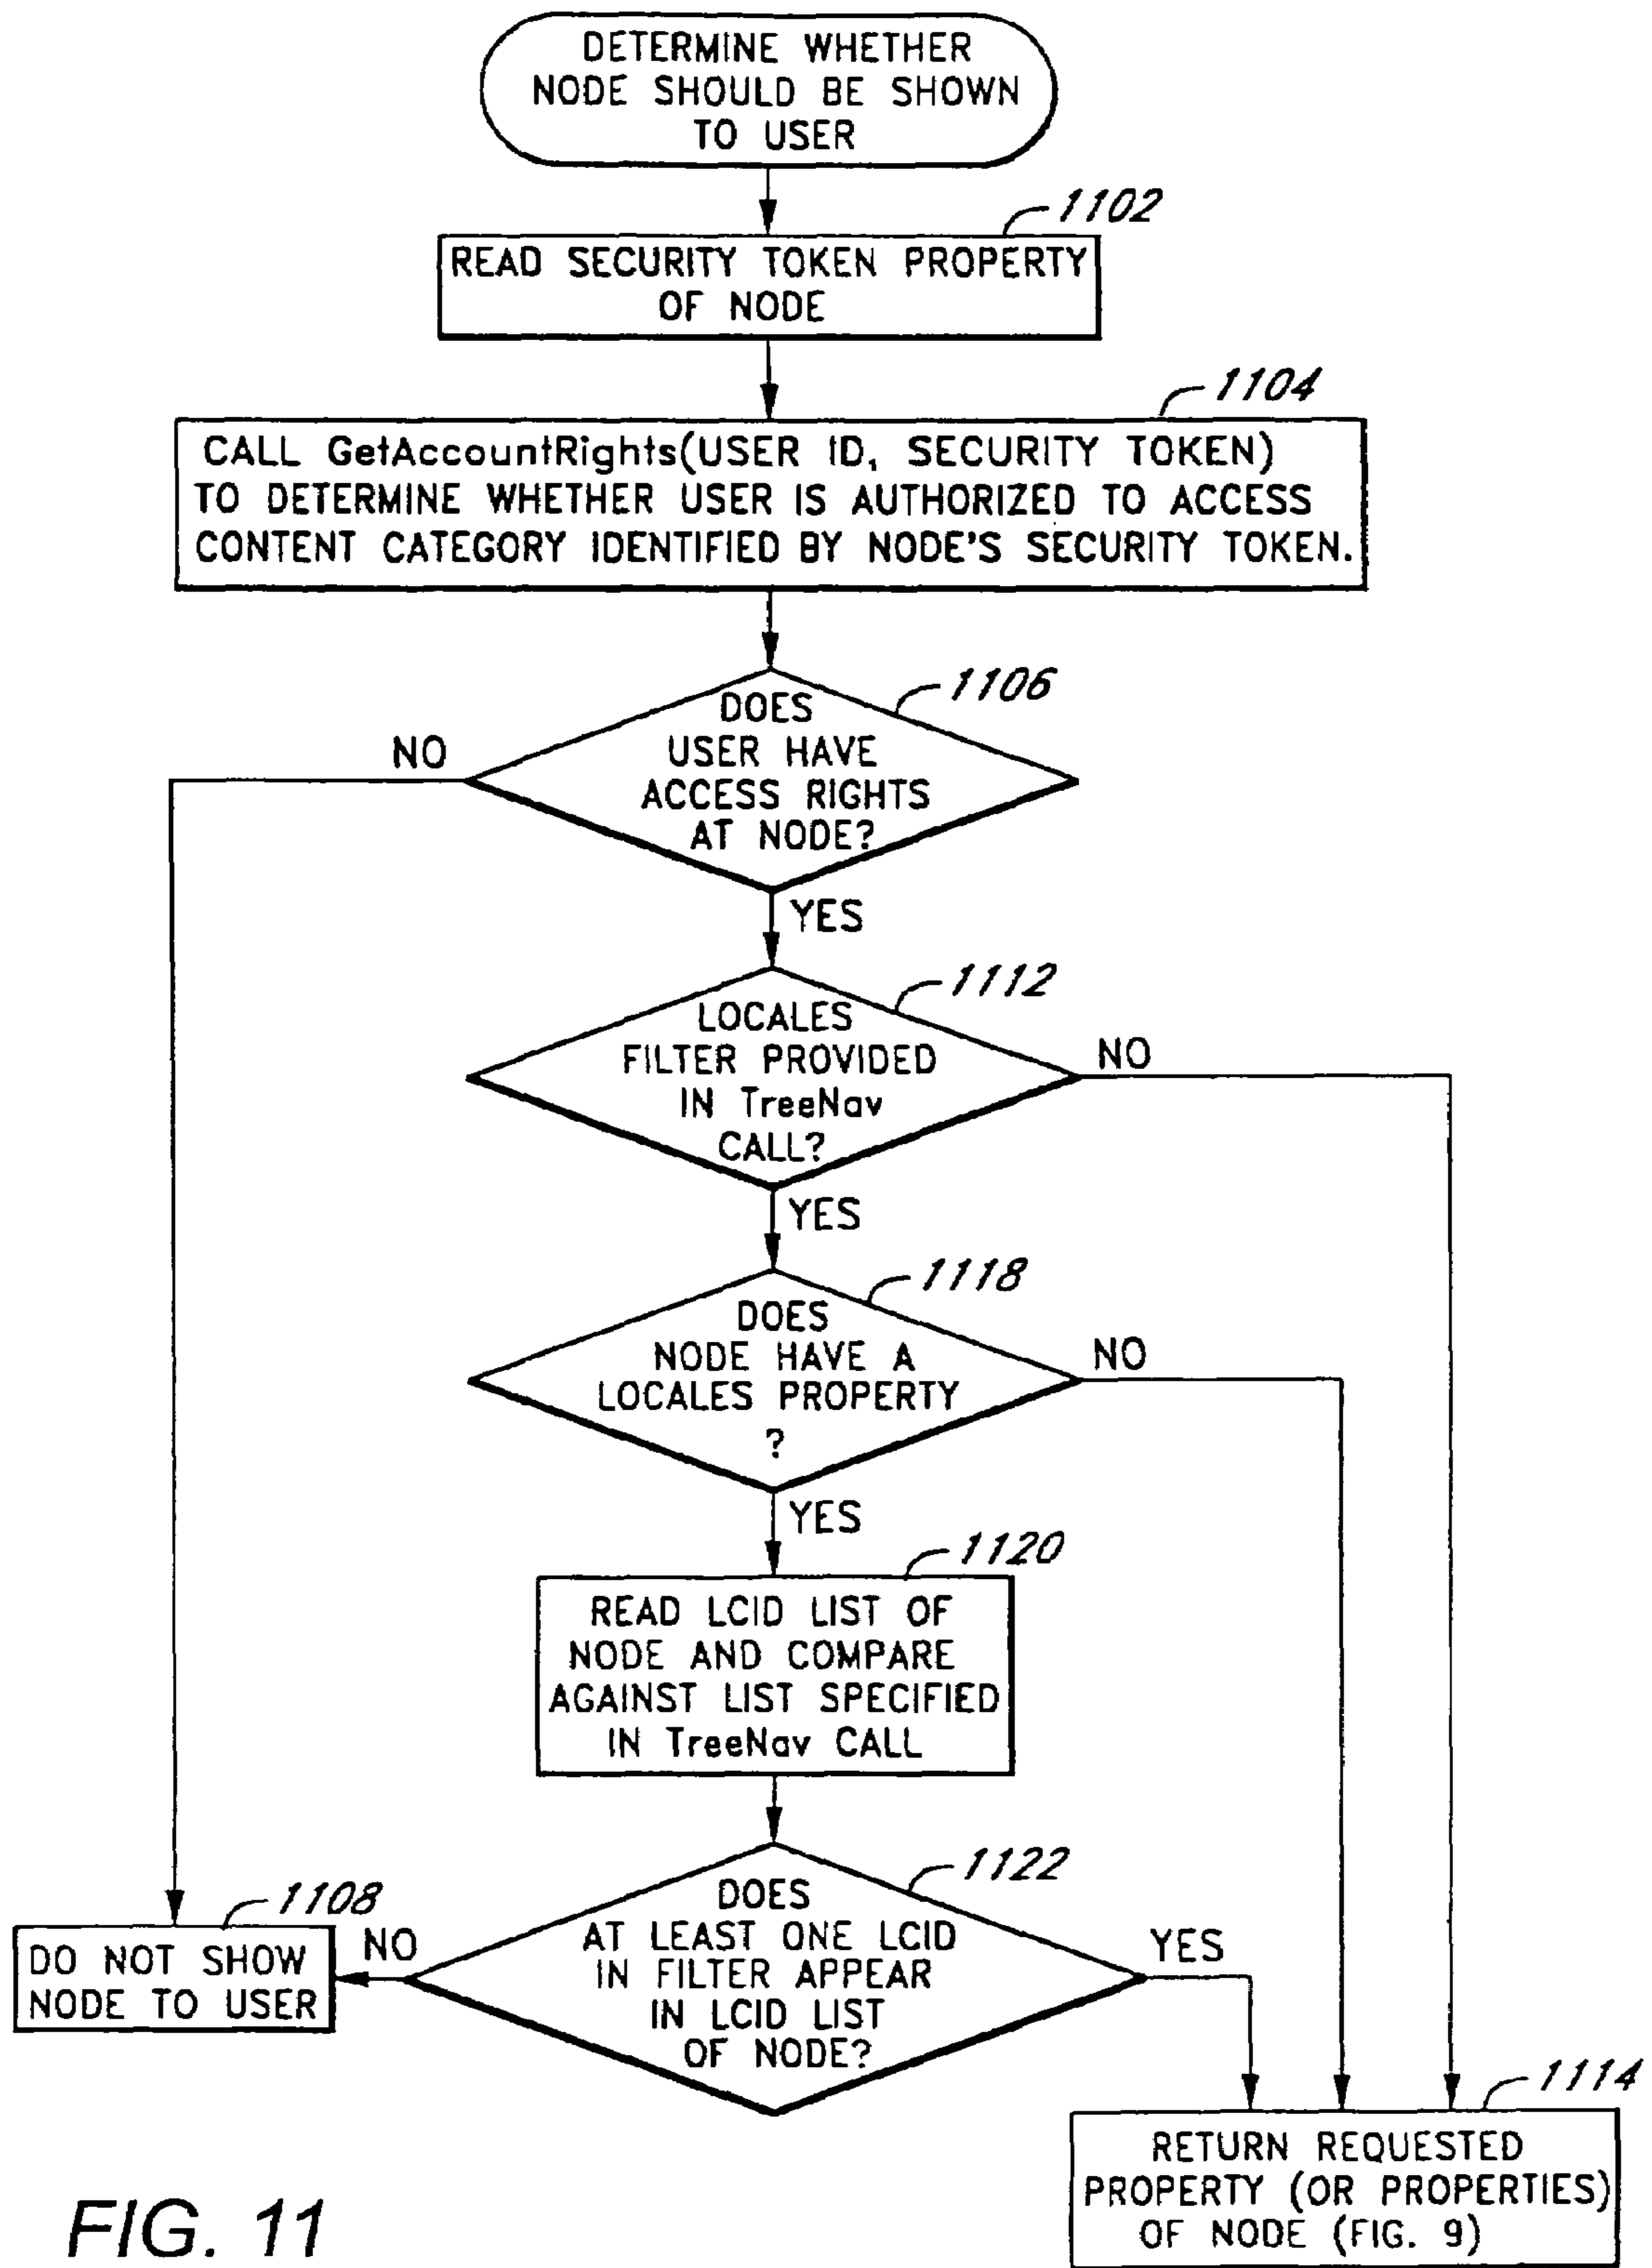 DETERMINE WHETHER
NODE SHOULD BE SHOWN
TO USER
1102
READ SECURITY TOKEN PROPERTY
OF NODE
1104
CALL GetAccountRights(USER ID, SECURITY TOKEN)
TO DETERMINE WHETHER USER IS AUTHORIZED TO ACCESS
CONTENT CATEGORY IDENTIFIED BY NODE'S SECURITY TOKEN.
1106
DOES
USER HAVE
ACCESS RIGHTS
AT NODE?
NO
YES
1112
LOCALES
FILTER PROVIDED
IN TreeNav
CALL?
NO
YES
1118
DOES
NODE HAVE A
LOCALES PROPERTY
?
NO
YES
1120
READ LCID LIST OF
NODE AND COMPARE
AGAINST LIST SPECIFIED
IN TreeNav CALL
1122
DOES
AT LEAST ONE LCID
IN FILTER APPEAR
IN LCID LIST
OF NODE?
NO
YES
1108
DO NOT SHOW
NODE TO USER
1114
RETURN REQUESTED
PROPERTY (OR PROPERTIES)
OF NODE (FIG. 9)
FIG. 11